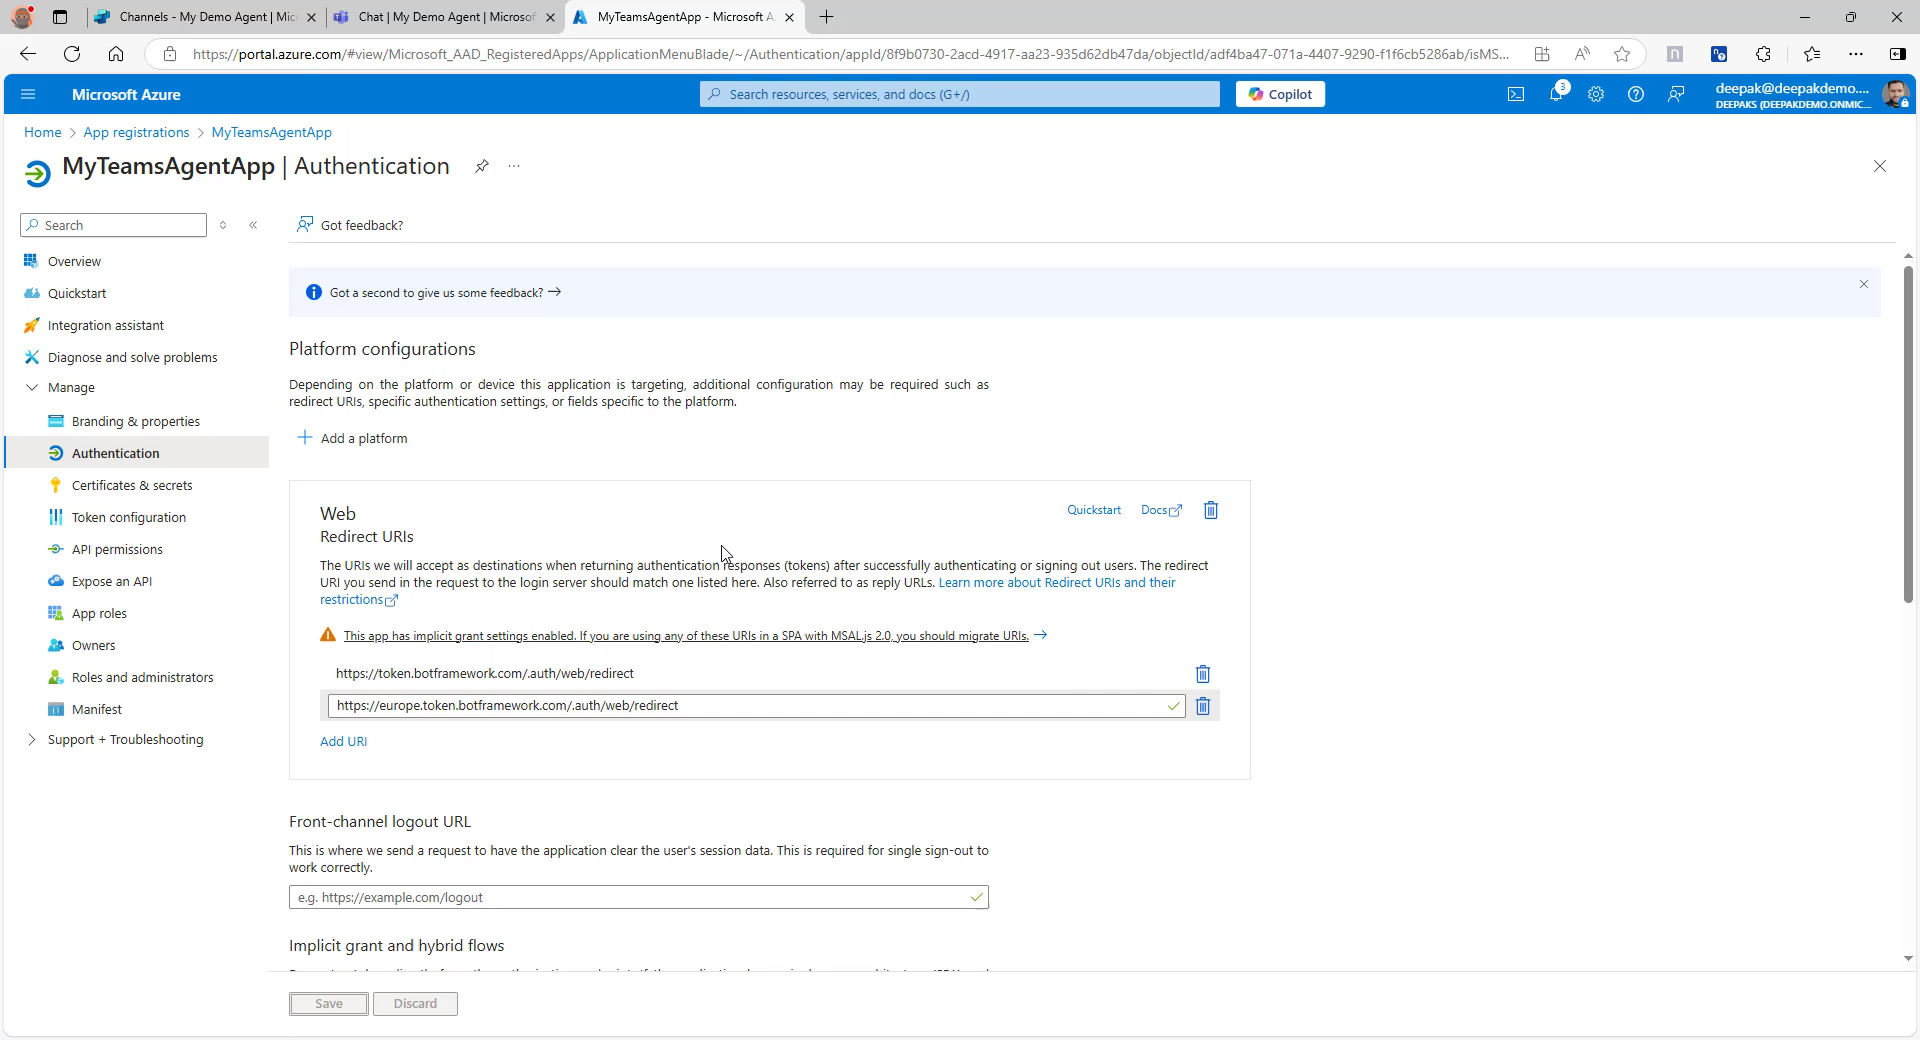 Channels - My Demo Agent | Mic
Chat | My Demo Agent | Microsof
MyTeamsAgentApp - Microsoft A
https://portal.azure.com/#view/Microsoft_AAD_RegisteredApps/ApplicationMenuBlade/~/Authentication/appId/8f9b0730-2acd-4917-aa23-935d62db47da/objectId/adf4ba47-071a-4407-9290-f1f6cb5286ab/isMS...
Microsoft Azure
Search resources, services, and docs (G+/)
Copilot
3
deepak@deepakdemo....
DEEPAKS (DEEPAKDEMO.ONMIC...
Home > App registrations > MyTeamsAgentApp
MyTeamsAgentApp | Authentication
Search
Got feedback?
Overview
Quickstart
Integration assistant
Diagnose and solve problems
Manage
Branding & properties
Authentication
Certificates & secrets
Token configuration
API permissions
Expose an API
App roles
Owners
Roles and administrators
Manifest
Support + Troubleshooting
Got a second to give us some feedback?
Platform configurations
Depending on the platform or device this application is targeting, additional configuration may be required such as
redirect URIs, specific authentication settings, or fields specific to the platform.
Add a platform
Web
Quickstart
Docs
Redirect URIs
The URIs we will accept as destinations when returning authentication responses (tokens) after successfully authenticating or signing out users. The redirect
URI you send in the request to the login server should match one listed here. Also referred to as reply URLs. Learn more about Redirect URIs and their
restrictions
This app has implicit grant settings enabled. If you are using any of these URIs in a SPA with MSAL.js 2.0, you should migrate URIs.
https://token.botframework.com/.auth/web/redirect
https://europe.token.botframework.com/.auth/web/redirect
Add URI
Front-channel logout URL
This is where we send a request to have the application clear the user's session data. This is required for single sign-out to
work correctly.
e.g. https://example.com/logout
Implicit grant and hybrid flows
Save
Discard